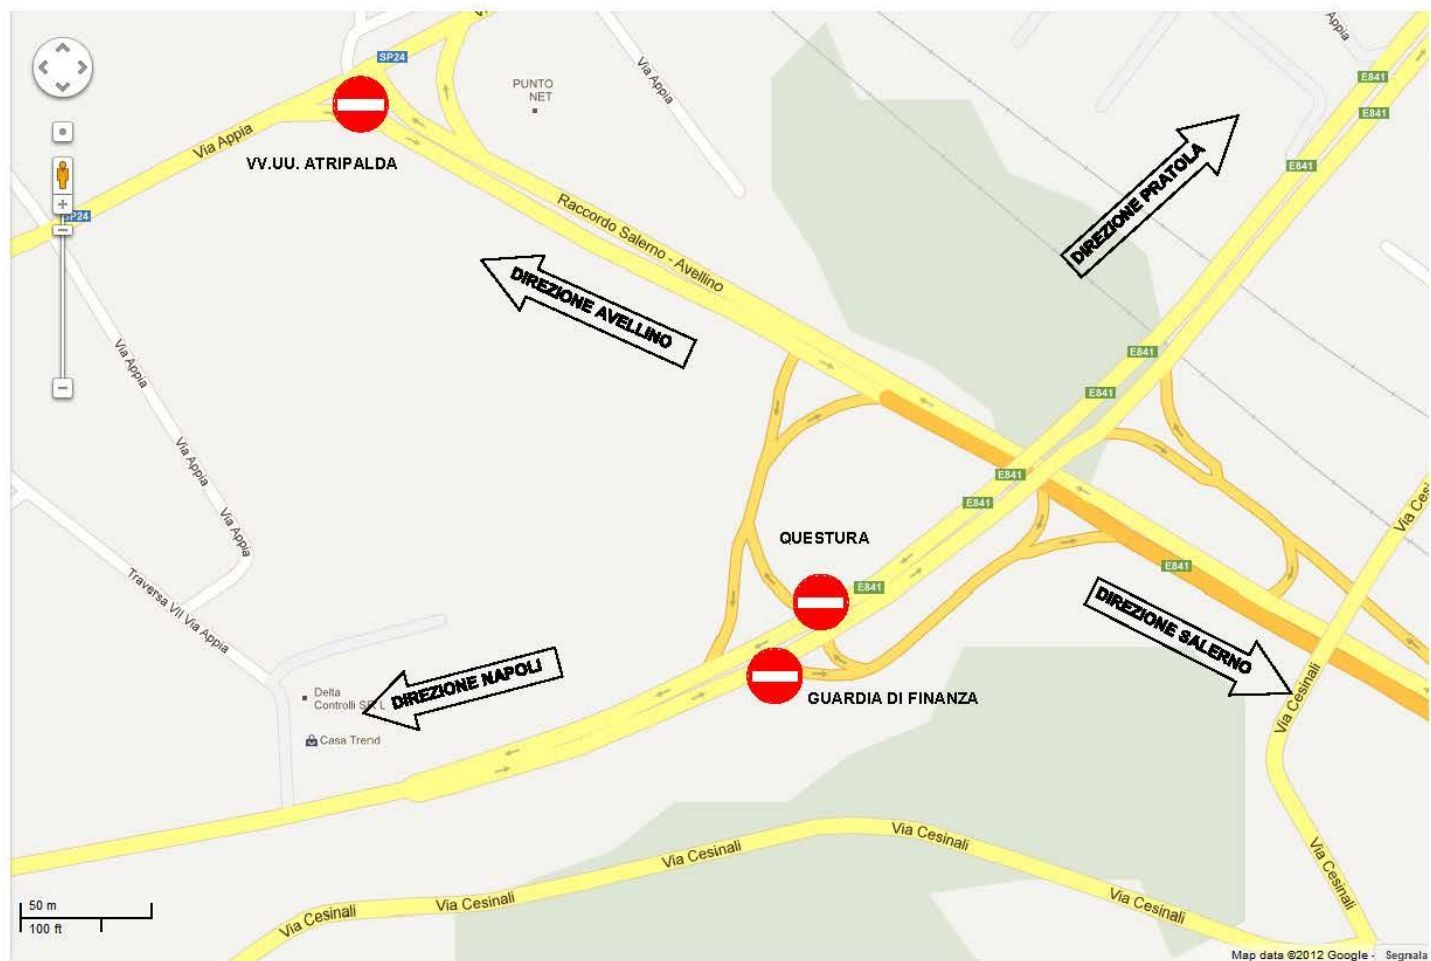 Appia
SP24
E841
PUNTO
NET
Via Appia
E841
Via Appia
VV.UU. ATRIPALDA
E841
DIREZIONE PRATOLA
SP24
Raccordo Salerno - Avellino
DIREZIONE AVELLINO
Via Appia
E841
E841
Via Appia
E841
E841
Via Cesinali
Via Appia
QUESTURA
E841
E841
Traversa VII Via Appia
DIREZIONE SALERNO
DIREZIONE NAPOLI
Delta
Controlli
GUARDIA DI FINANZA
Via Cesinali
Casa Trend
Via Cesinali
Via Cesinali
Via Cesinali
50 m
100 ft
Via Cesinali
Via Cesinali
Via Cesinali
Map data ©2012 Google - Segnala